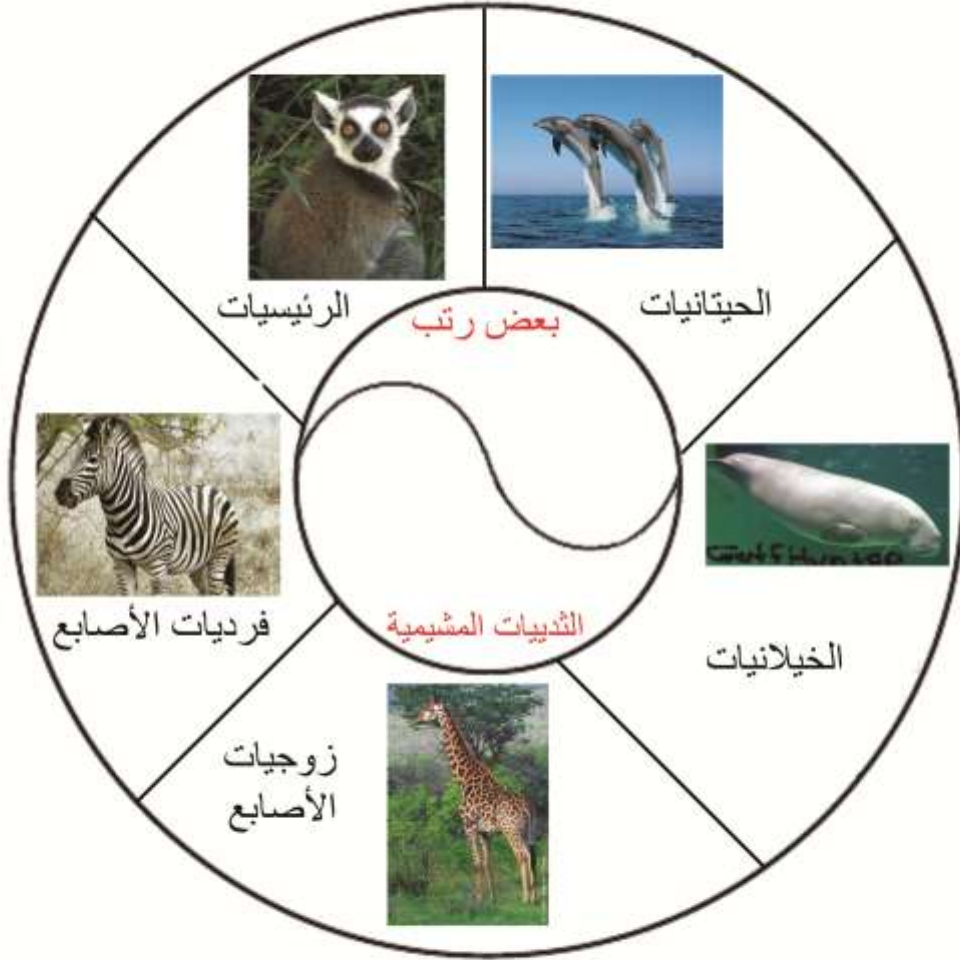 بعض رتب
الثدييات المشيمية
الحيتانيات
الخيلانيات
زوجيات
الأصابع
فرديات الأصابع
الرئيسيات